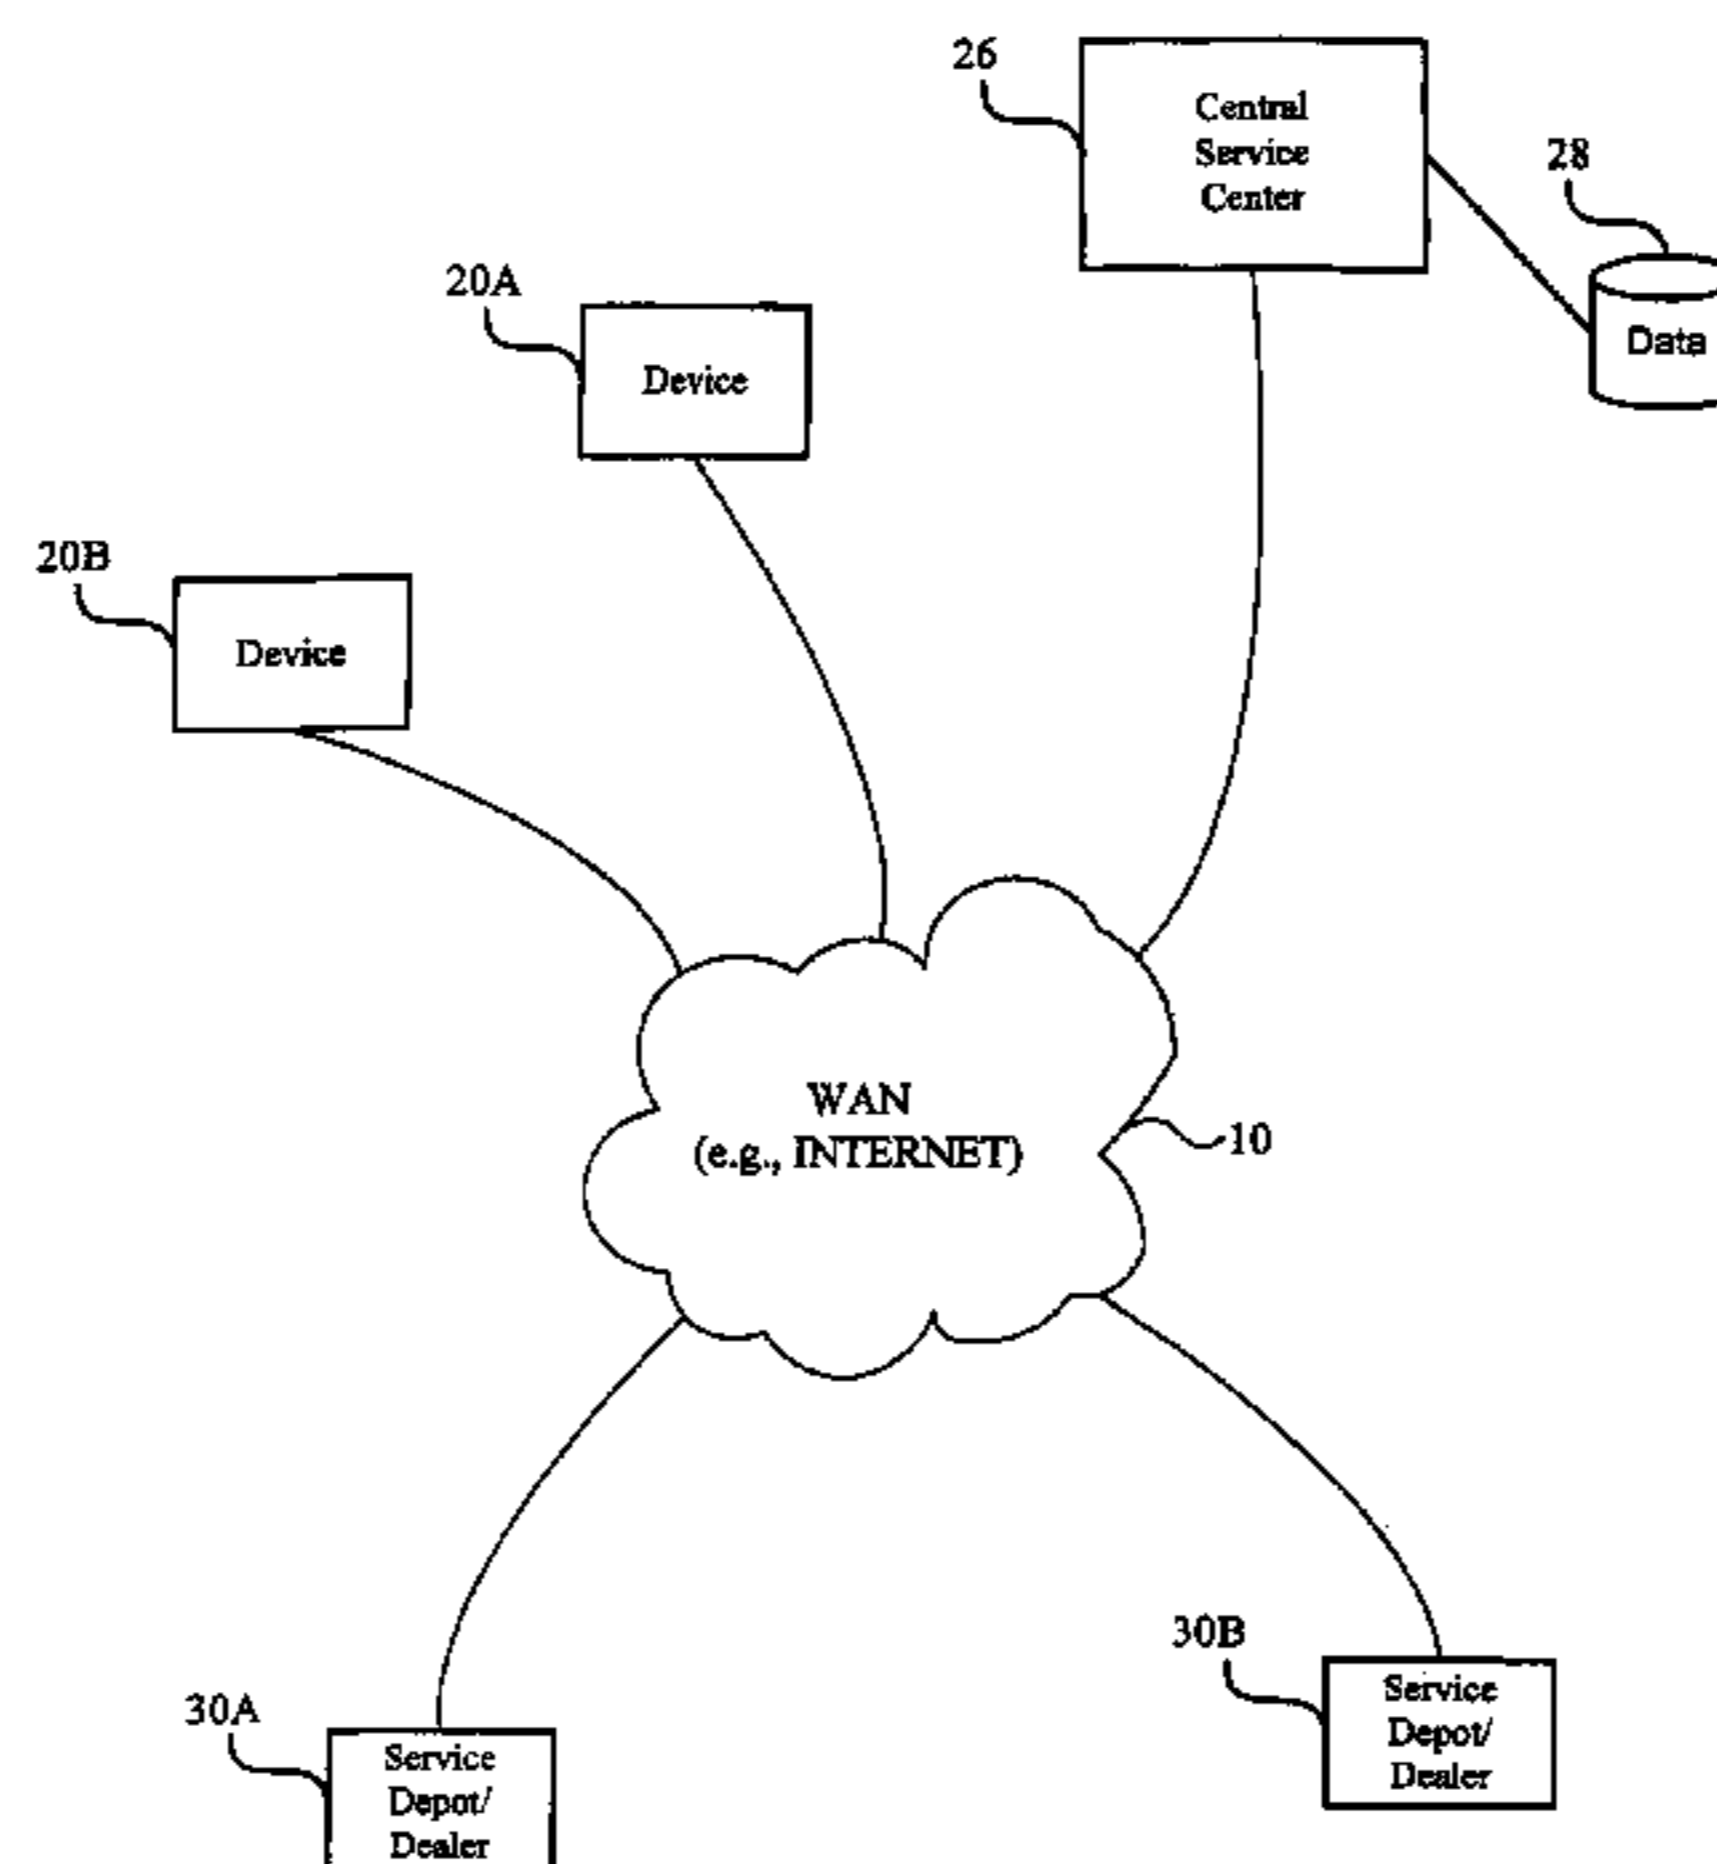 26
Central
Service
Center
28
Data
20A
Device
20B
Device
WAN
(e.g., INTERNET)
10
30B
Service
Depot/
Dealer
30A
Service
Depot/
Dealer